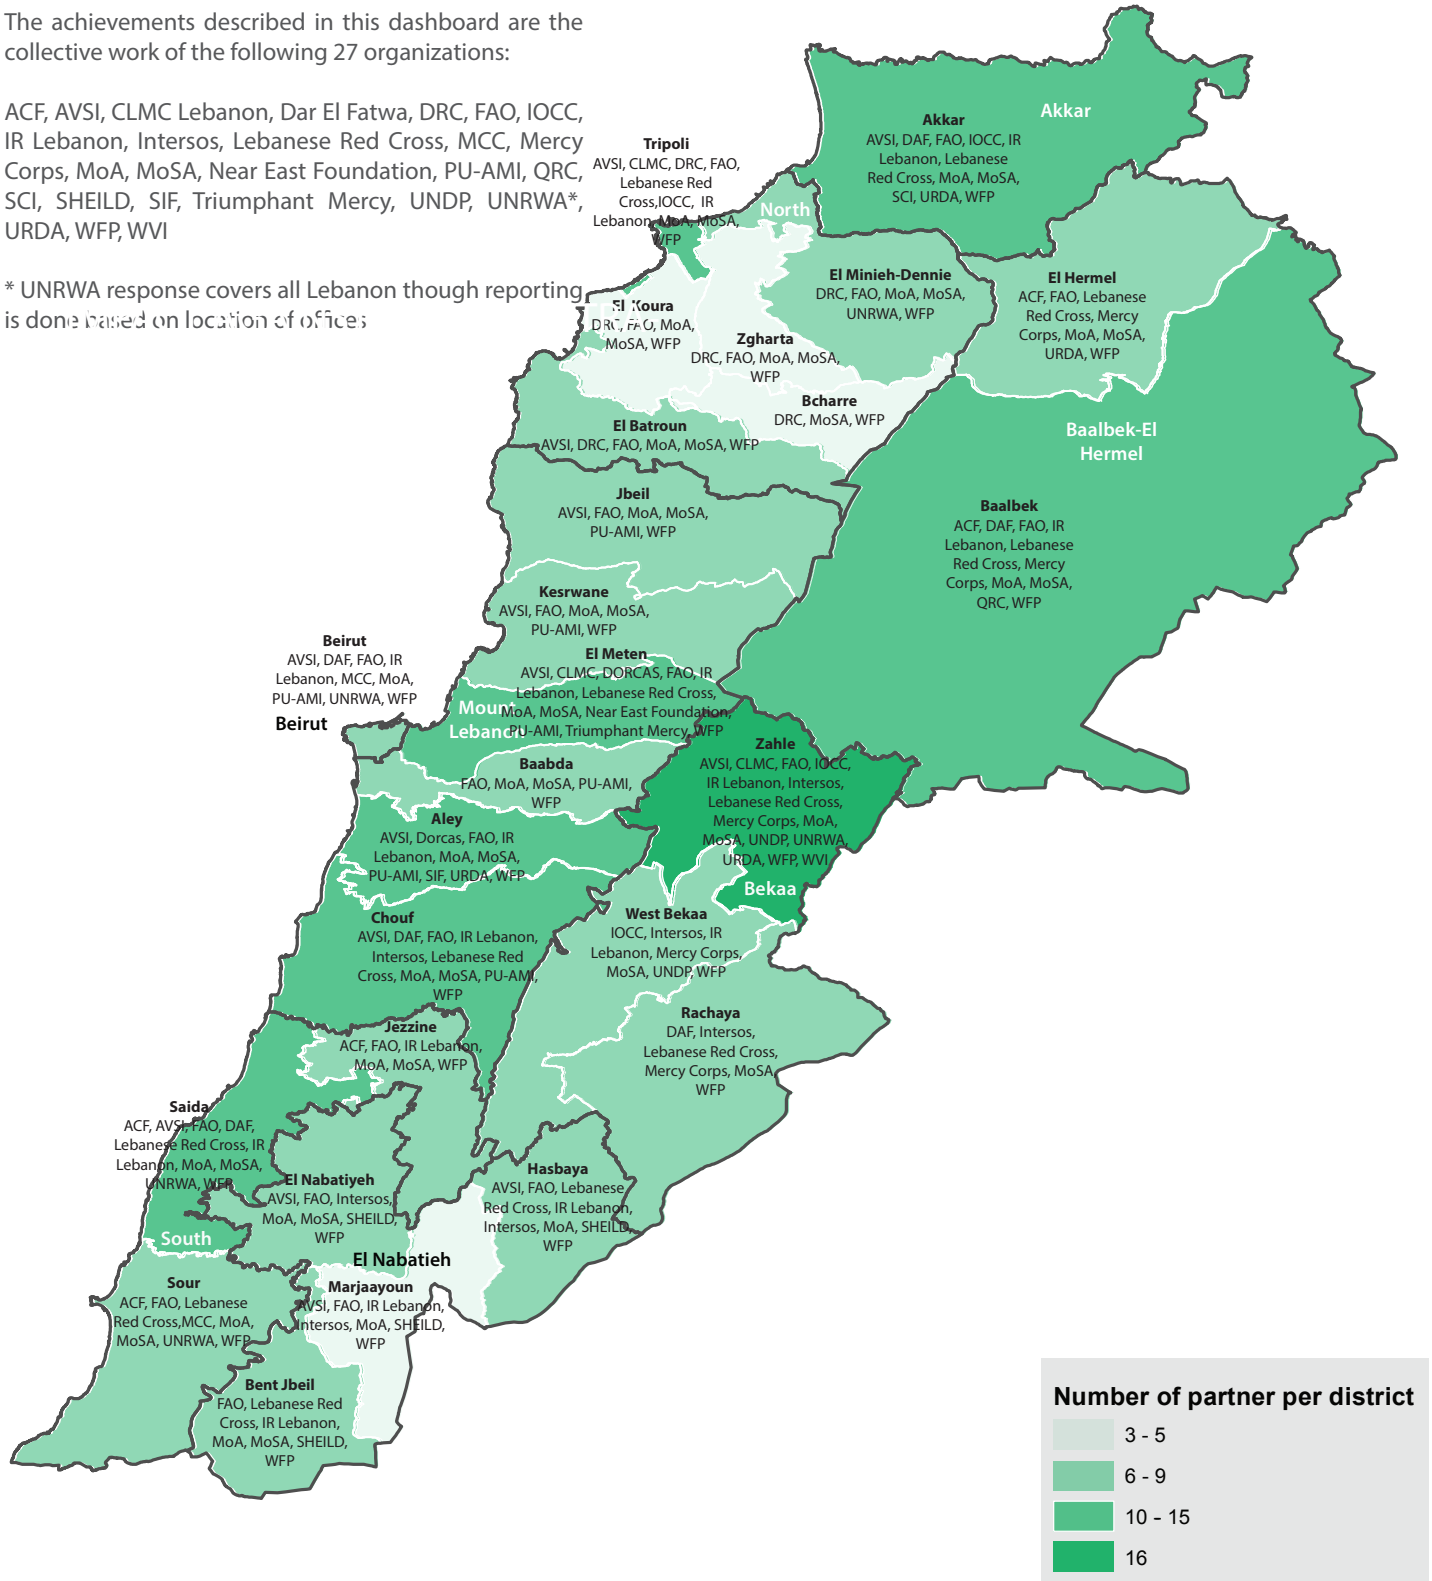 The achievements described in this dashboard are the
collective work of the following 27 organizations:
ACF, AVSI, CLMC Lebanon, Dar El Fatwa, DRC, FAO, IOCC,
IR Lebanon, Intersos, Lebanese Red Cross, MCC, Mercy
Corps, MoA, MoSA, Near East Foundation, PU-AMI, QRC,
SCI, SHEILD, SIF, Triumphant Mercy, UNDP, UNRWA*,
URDA, WFP, WVI
* UNRWA response covers all Lebanon though reporting
is done based on location of offices
Akkar
Akkar
AVSI, DAF, FAO, IOCC, IR
Lebanon, Lebanese
Red Cross, MoA, MoSA,
SCI, URDA, WFP
Tripoli
AVSI, CLMC, DRC, FAO,
Lebanese Red
Cross,IOCC, IR
Lebanon, MoA, MoSA,
WFP
North
El Minieh-Dennie
DRC, FAO, MoA, MoSA,
UNRWA, WFP
El Hermel
ACF, FAO, Lebanese
Red Cross, Mercy
Corps, MoA, MoSA,
URDA, WFP
El Koura
DRC, FAO, MoA,
MoSA, WFP
Zgharta
DRC, FAO, MoA, MoSA,
WFP
Bcharre
DRC, MoSA, WFP
El Batroun
AVSI, DRC, FAO, MoA, MoSA, WFP
Baalbek-El
Hermel
Jbeil
AVSI, FAO, MoA, MoSA,
PU-AMI, WFP
Baalbek
ACF, DAF, FAO, IR
Lebanon, Lebanese
Red Cross, Mercy
Corps, MoA, MoSA,
QRC, WFP
Kesrwane
AVSI, FAO, MoA, MoSA,
PU-AMI, WFP
Beirut
AVSI, DAF, FAO, IR
Lebanon, MCC, MoA,
PU-AMI, UNRWA, WFP
Beirut
El Meten
AVSI, CLMC, DORCAS, FAO, IR
Lebanon, Lebanese Red Cross,
MoA, MoSA, Near East Foundation,
PU-AMI, Triumphant Mercy, WFP
Mount
Lebanon
Baabda
FAO, MoA, MoSA, PU-AMI,
WFP
Zahle
AVSI, CLMC, FAO, IOCC,
IR Lebanon, Intersos,
Lebanese Red Cross,
Mercy Corps, MoA,
MoSA, UNDP, UNRWA,
URDA, WFP, WVI
Bekaa
Aley
AVSI, Dorcas, FAO, IR
Lebanon, MoA, MoSA,
PU-AMI, SIF, URDA, WFP
Chouf
AVSI, DAF, FAO, IR Lebanon,
Intersos, Lebanese Red
Cross, MoA, MoSA, PU-AMI,
WFP
West Bekaa
IOCC, Intersos, IR
Lebanon, Mercy Corps,
MoSA, UNDP, WFP
Rachaya
DAF, Intersos,
Lebanese Red Cross,
Mercy Corps, MoSA,
WFP
Jezzine
ACF, FAO, IR Lebanon,
MoA, MoSA, WFP
Saida
ACF, AVSI, FAO, DAF,
Lebanese Red Cross, IR
Lebanon, MoA, MoSA,
UNRWA, WFP
South
El Nabatiyeh
AVSI, FAO, Intersos,
MoA, MoSA, SHEILD,
WFP
El Nabatieh
Hasbaya
AVSI, FAO, Lebanese
Red Cross, IR Lebanon,
Intersos, MoA, SHEILD,
WFP
Sour
ACF, FAO, Lebanese
Red Cross,MCC, MoA,
MoSA, UNRWA, WFP
Marjaayoun
AVSI, FAO, IR Lebanon,
Intersos, MoA, SHEILD,
WFP
Bent Jbeil
FAO, Lebanese Red
Cross, IR Lebanon,
MoA, MoSA, SHEILD,
WFP
Number of partner per district
3 - 5
6 - 9
10 - 15
16